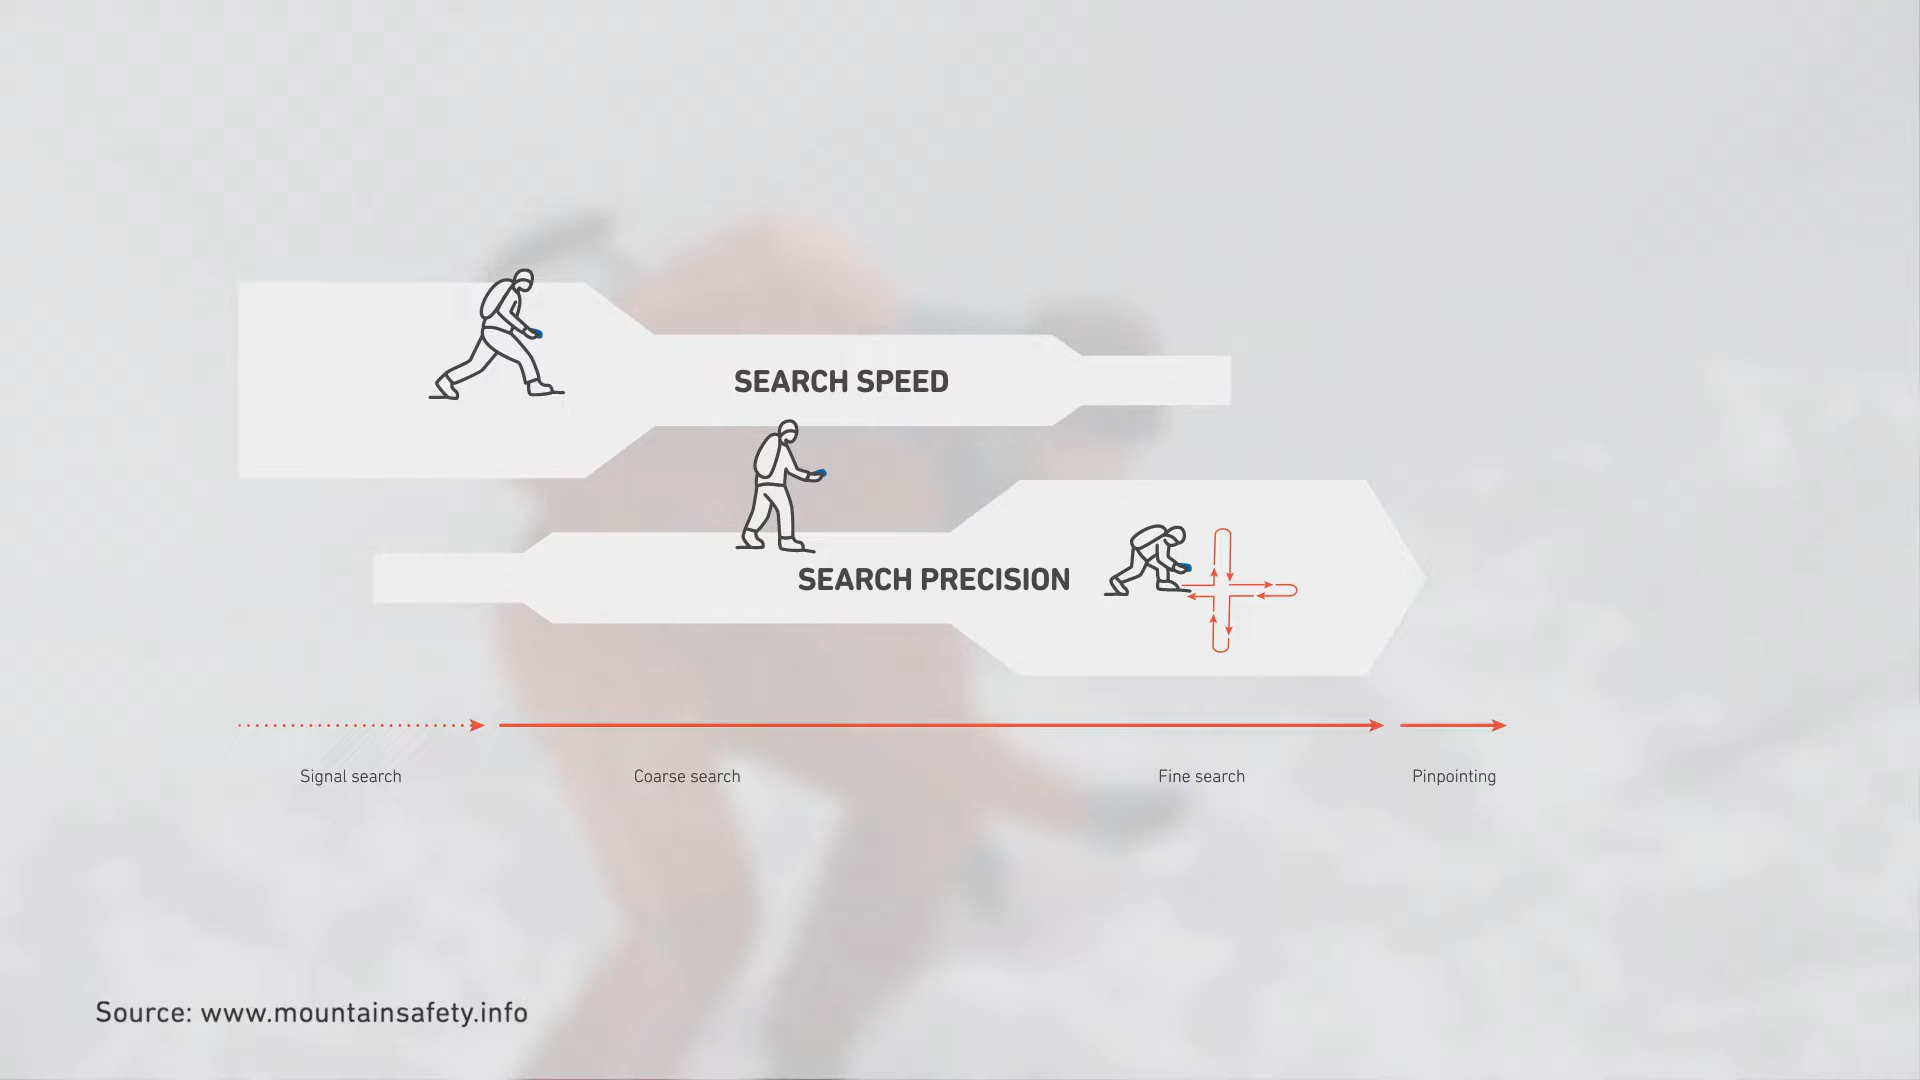 SEARCH SPEED
SEARCH PRECISION
Signal search
Coarse search
Fine search
Pinpointing
Source: www.mountainsafety.info